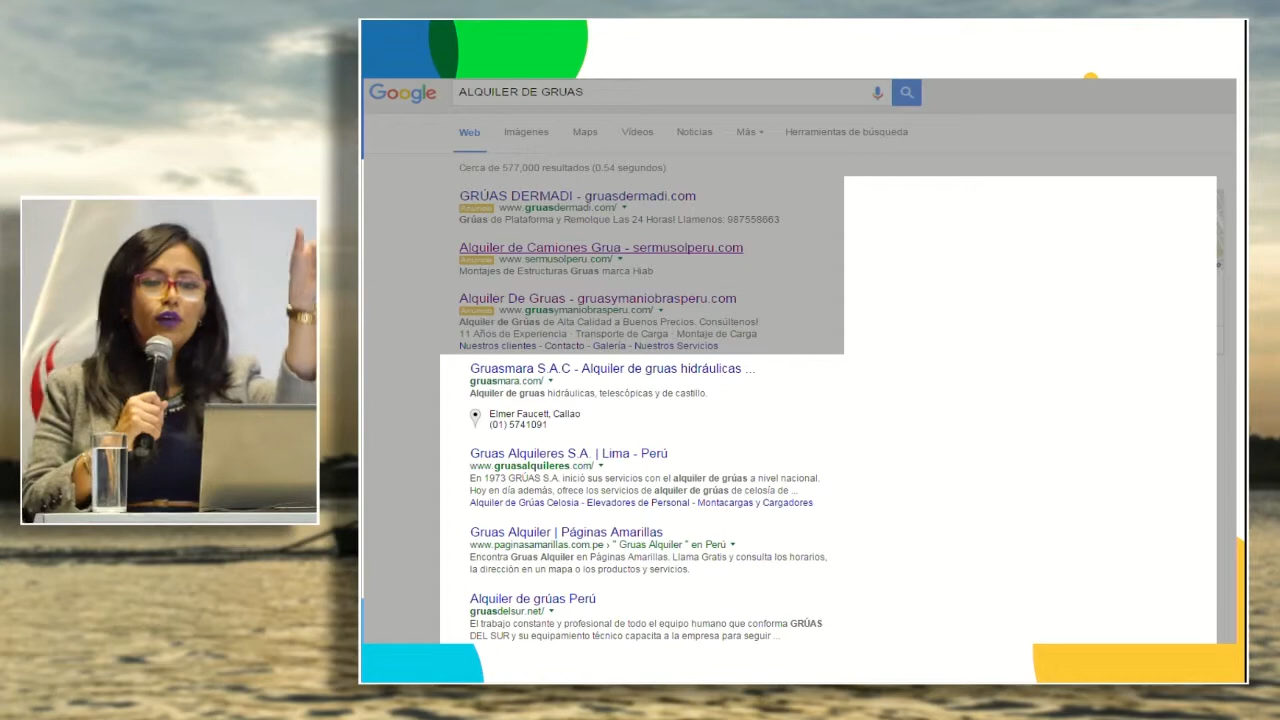 Google
ALQUILER DE GRUAS
Web Imágenes Maps Vídeos Noticias Más Herramientas de búsqueda
Cerca de 577,000 resultados (0.54 segundos)
GRÚAS DERMADI - gruasdermadi.com
Anuncio www.gruasdermadi.com/
Grúas de Plataforma y Remolque Las 24 Horas! Llamenos: 987558663
Alquiler de Camiones Grua - sermusolperu.com
Anuncio www.sermusolperu.com/
Montajes de Estructuras Gruas marca Hiab
Alquiler De Gruas - gruasymaniobrasperu.com
Anuncio www.gruasymaniobrasperu.com/
Alquiler de Grúas de Alta Calidad a Buenos Precios. Consúltenos!
11 Años de Experiencia · Transporte de Carga · Montaje de Carga
Nuestros clientes - Contacto - Galería - Nuestros Servicios
Gruasmara S.A.C - Alquiler de gruas hidráulicas ...
gruasmara.com/
Alquiler de gruas hidráulicas, telescópicas y de castillo.
Elmer Faucett, Callao
(01) 5741091
Gruas Alquileres S.A. | Lima - Perú
www.gruasalquileres.com/
En 1973 GRÚAS S.A. inició sus servicios con el alquiler de grúas a nivel nacional.
Hoy en día además, ofrece los servicios de alquiler de grúas de celosía de ...
Alquiler de Grúas Celosia - Elevadores de Personal - Montacargas y Cargadores
Gruas Alquiler | Páginas Amarillas
www.paginasamarillas.com.pe › " Gruas Alquiler " en Perú
Encontra Gruas Alquiler en Páginas Amarillas. Llama Gratis y consulta los horarios,
la dirección en un mapa o los productos y servicios.
Alquiler de grúas Perú
gruasdelsur.net/
El trabajo constante y profesional de todo el equipo humano que conforma GRÚAS
DEL SUR y su equipamiento técnico capacita a la empresa para seguir ...